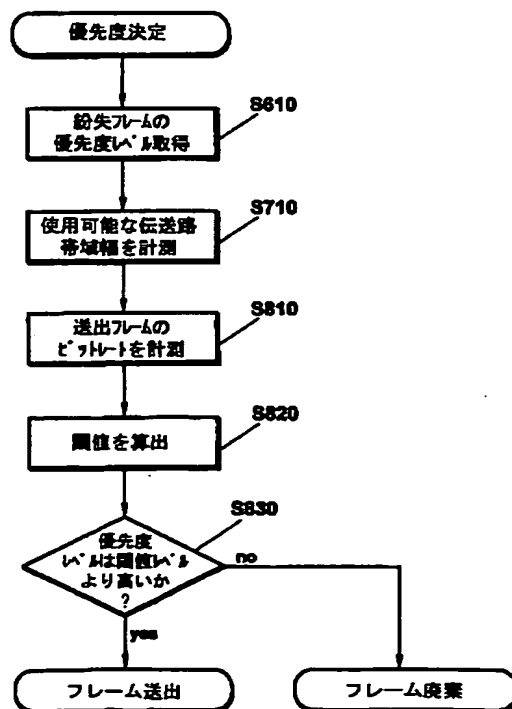 優先度決定
S610
紛失フレームの
優先度レベル取得
S710
使用可能な伝送路
帯域幅を計測
S810
送出フレームの
ビットレートを計測
S820
閾値を算出
S830
優先度
レベルは閾値レベル
より高いか
?
no
yes
フレーム送出
フレーム廃棄